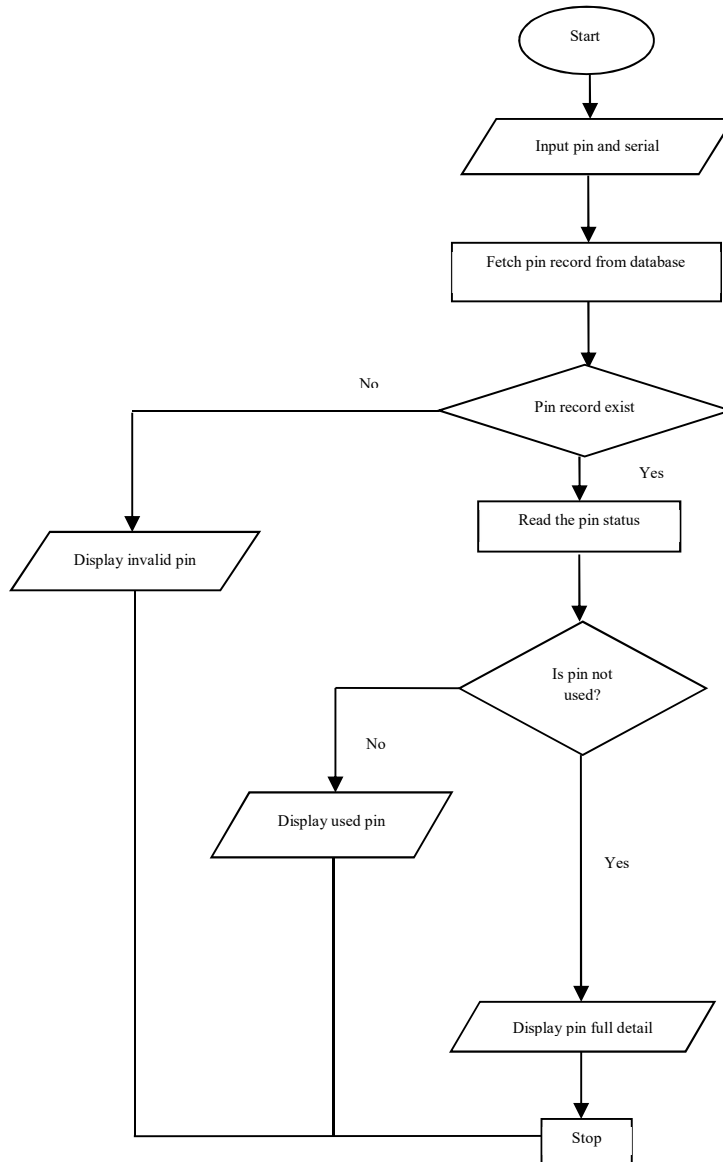 Start
Input pin and serial
Fetch pin record from database
No
Pin record exist
Yes
Read the pin status
Display invalid pin
Is pin not
used?
No
Display used pin
Yes
Display pin full detail
Stop